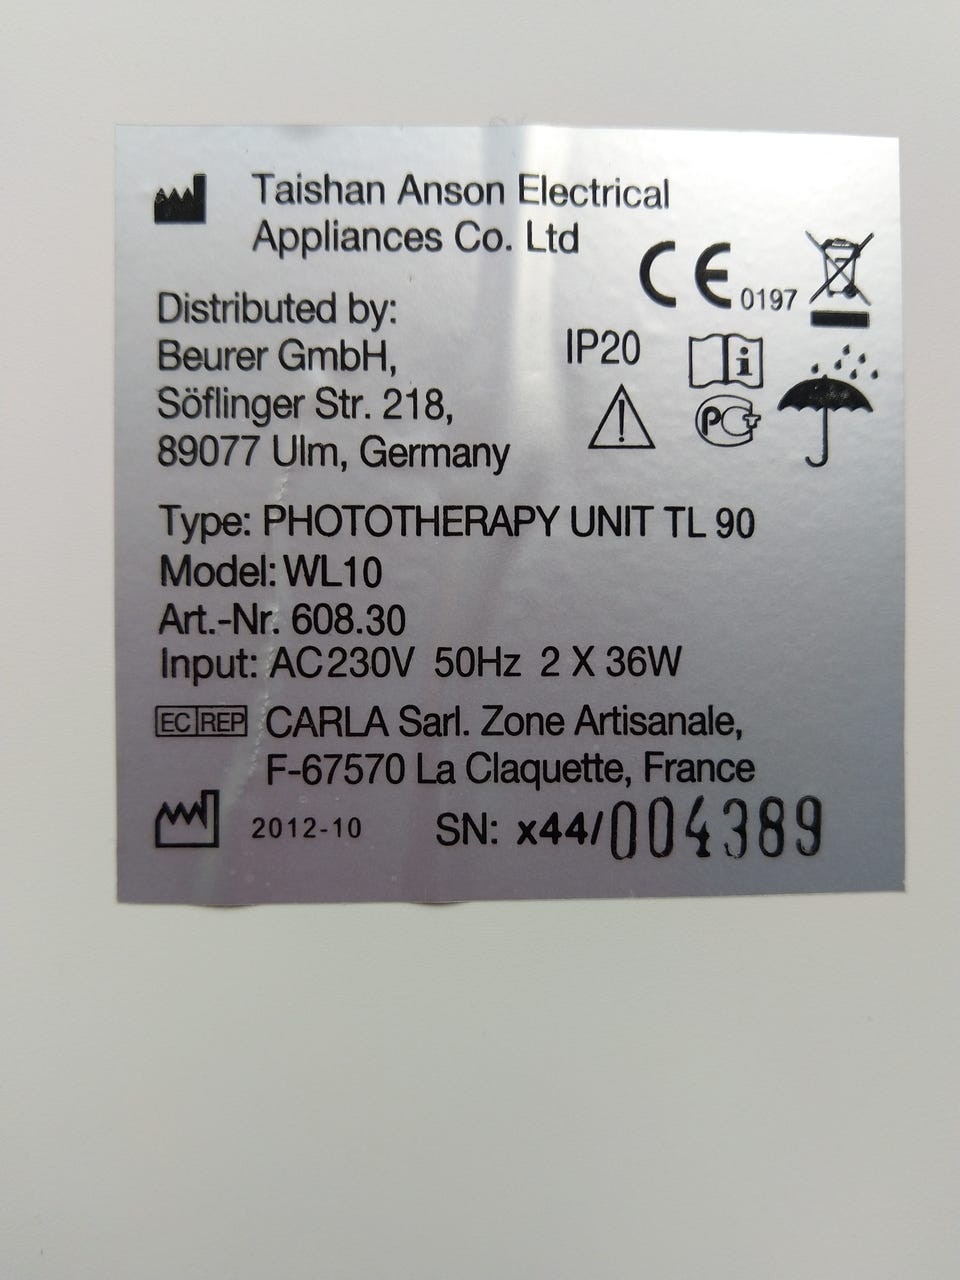 Taishan Anson Electrical
Appliances Co. Ltd
CE 0197
Distributed by:
Beurer GmbH,
Söflinger Str. 218,
89077 Ulm, Germany
IP20
i
PCT
Type: PHOTOTHERAPY UNIT TL 90
Model: WL10
Art.-Nr. 608.30
Input: AC230V 50Hz 2 X 36W
EC REP CARLA Sarl. Zone Artisanale,
F-67570 La Claquette, France
2012-10 SN: x44/004389